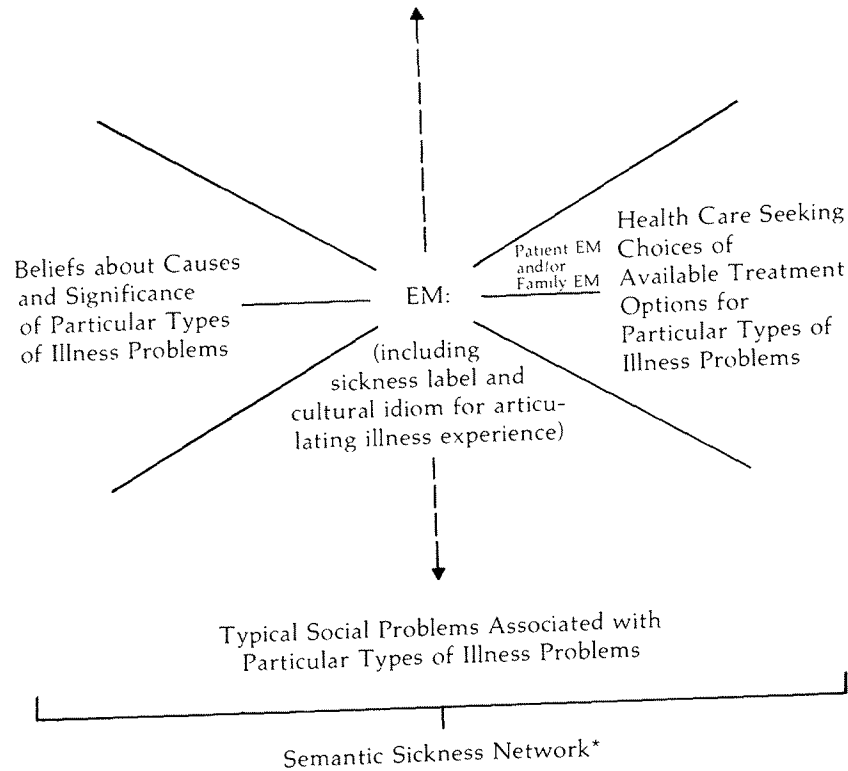 Beliefs about Causes
and Significance
of Particular Types
of Illness Problems
EM:
(including
sickness label and
cultural idiom for articu-
lating illness experience)
Patient EM
and/or
Family EM
Health Care Seeking
Choices of
Available Treatment
Options for
Particular Types of
Illness Problems
Typical Social Problems Associated with
Particular Types of Illness Problems
Semantic Sickness Network*